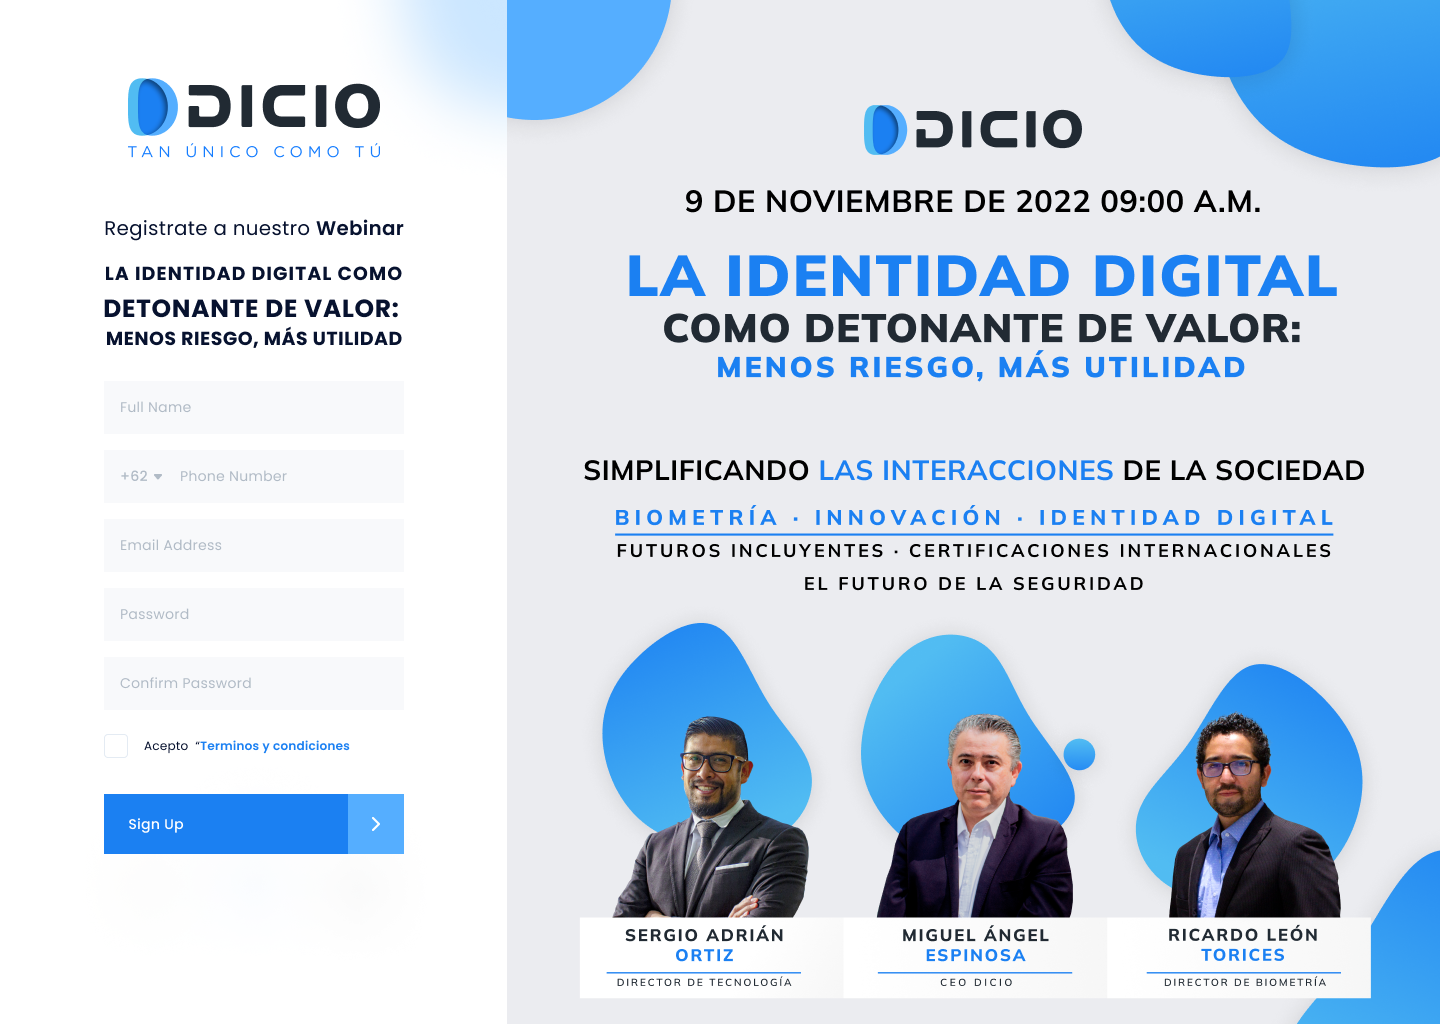 DICIO
TAN ÚNICO COMO TÚ
Registrate a nuestro Webinar
LA IDENTIDAD DIGITAL COMO
DETONANTE DE VALOR:
MENOS RIESGO, MÁS UTILIDAD
Full Name
+62 Phone Number
Email Address
Password
Confirm Password
Acepto “Terminos y condiciones
Sign Up
DICIO
9 DE NOVIEMBRE DE 2022 09:00 A.M.
LA IDENTIDAD DIGITAL
COMO DETONANTE DE VALOR:
MENOS RIESGO, MÁS UTILIDAD
SIMPLIFICANDO LAS INTERACCIONES DE LA SOCIEDAD
BIOMETRÍA · INNOVACIÓN · IDENTIDAD DIGITAL
FUTUROS INCLUYENTES · CERTIFICACIONES INTERNACIONALES
EL FUTURO DE LA SEGURIDAD
SERGIO ADRIÁN
ORTIZ
DIRECTOR DE TECNOLOGÍA
MIGUEL ÁNGEL
ESPINOSA
CEO DICIO
RICARDO LEÓN
TORICES
DIRECTOR DE BIOMETRÍA